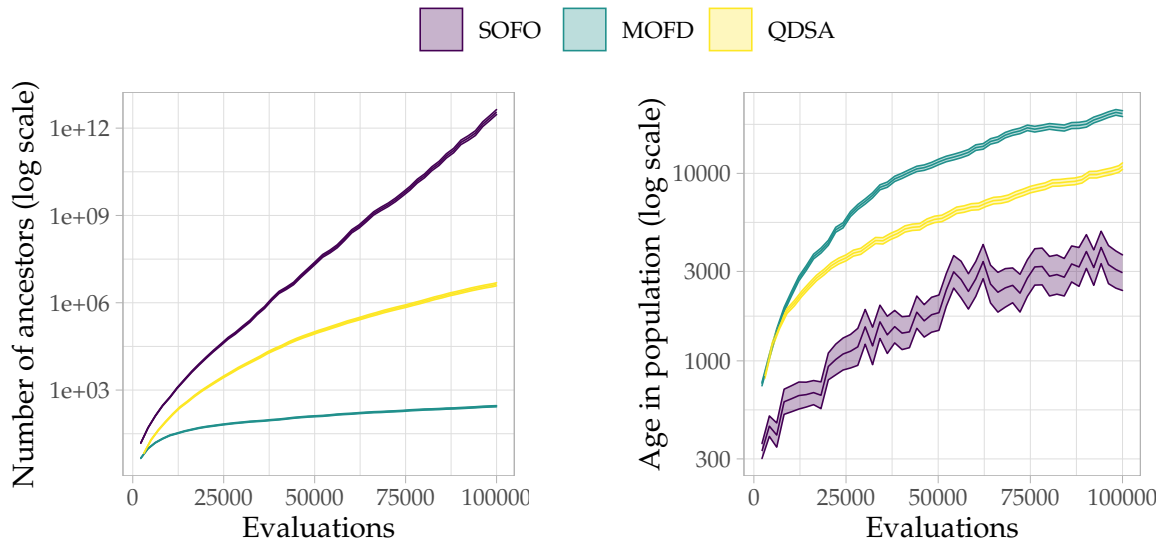 SOFO MOFD QDSA
Number of ancestors (log scale)
1e+12
1e+09
1e+06
1e+03
0 25000 50000 75000 100000
Evaluations
Age in population (log scale)
10000
3000
1000
300
0 25000 50000 75000 100000
Evaluations